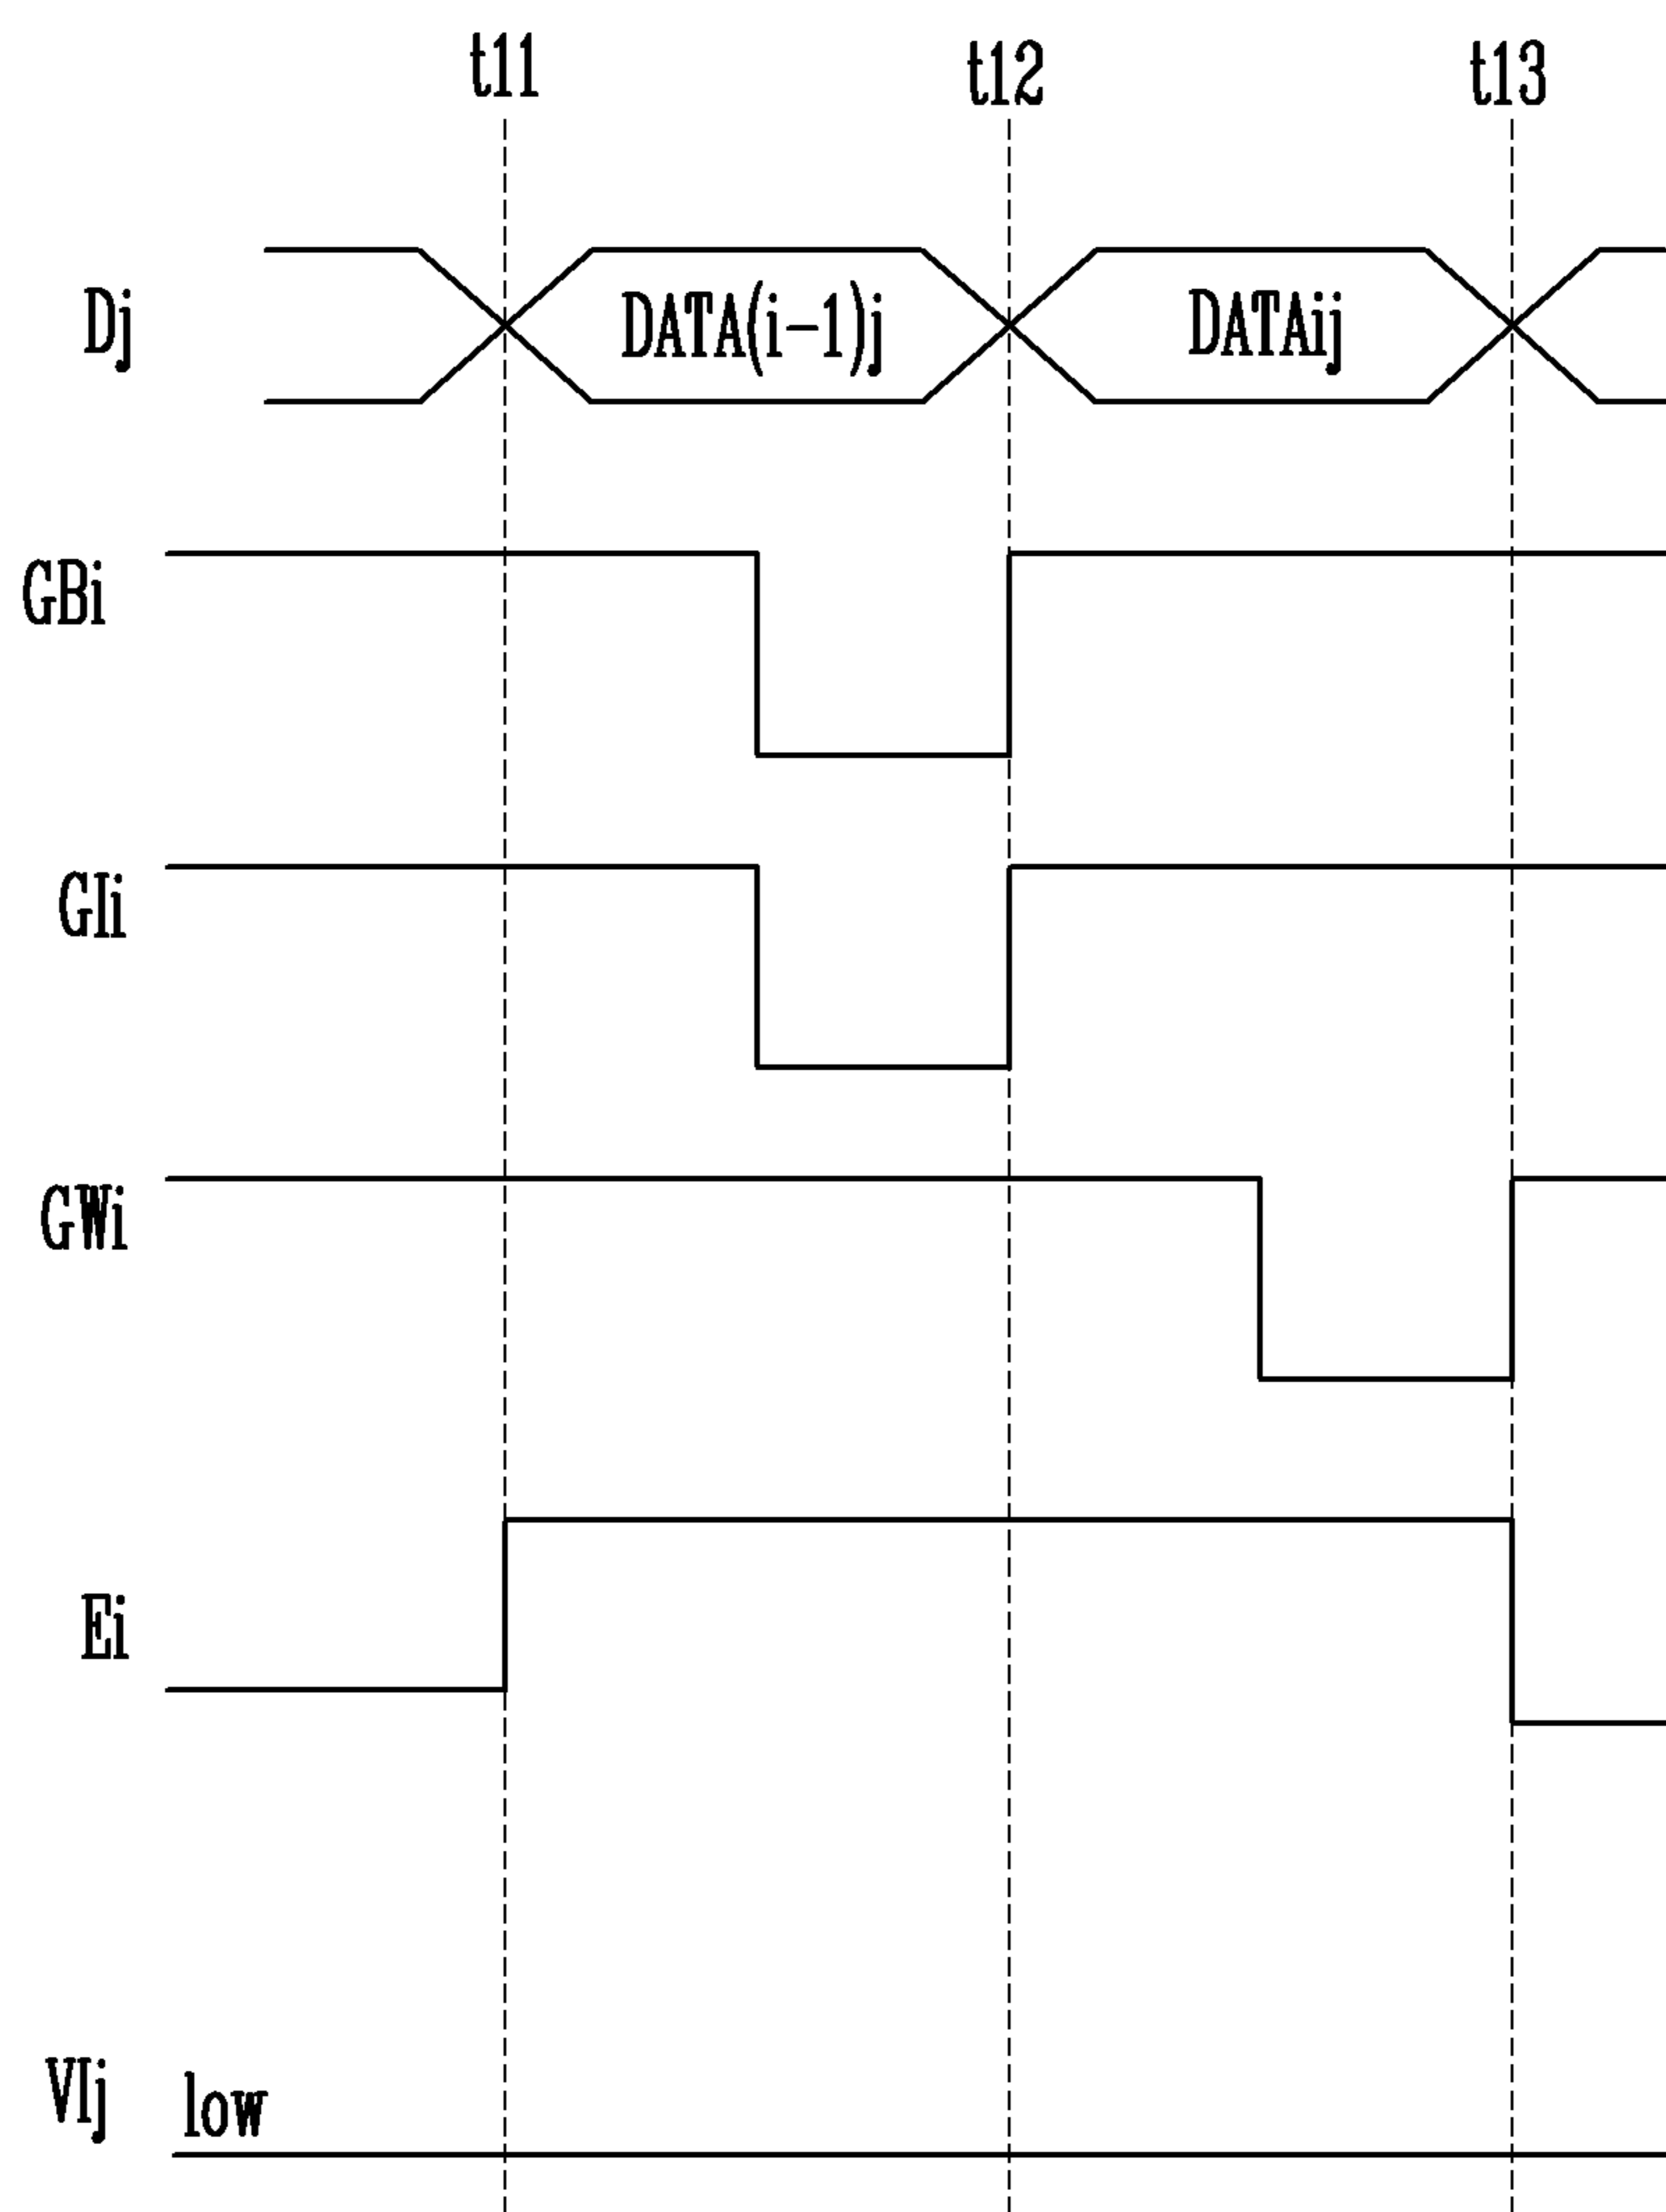 t11 t12 t13
Dj DATA(i-1)j DATAij
GBi
GIi
GWi
Ei
VIj low